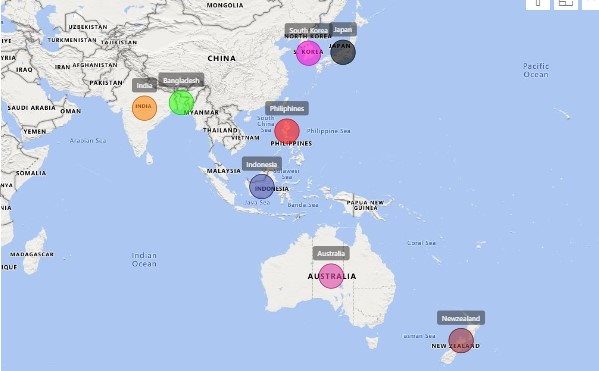 MONGOLIA
UZBEKISTAN
TURKMENISTAN
TAJIKISTAN
South Korea
Japan
NORTH KOREA
S. KOREA
JAPAN
CHINA
IRAN
AFGHANISTAN
IRAQ
SYRIA
Pacific
Ocean
PAKISTAN
India
Bangladesh
SAUDI ARABIA
OMAN
INDIA
MYANMAR
Philiphines
YEMEN
Arabian Sea
THAILAND
South
China
Sea
VIETNAM
Philippine Sea
PHILIPPINES
SOMALIA
MALAYSIA
Indonesia
Sea
INDONESIA
Java Sea
Banda Sea
PAPUA NEW
GUINEA
MADAGASCAR
Indian
Ocean
Coral Sea
Australia
AUSTRALIA
Newzealand
Tasman Sea
NEW ZEALAND